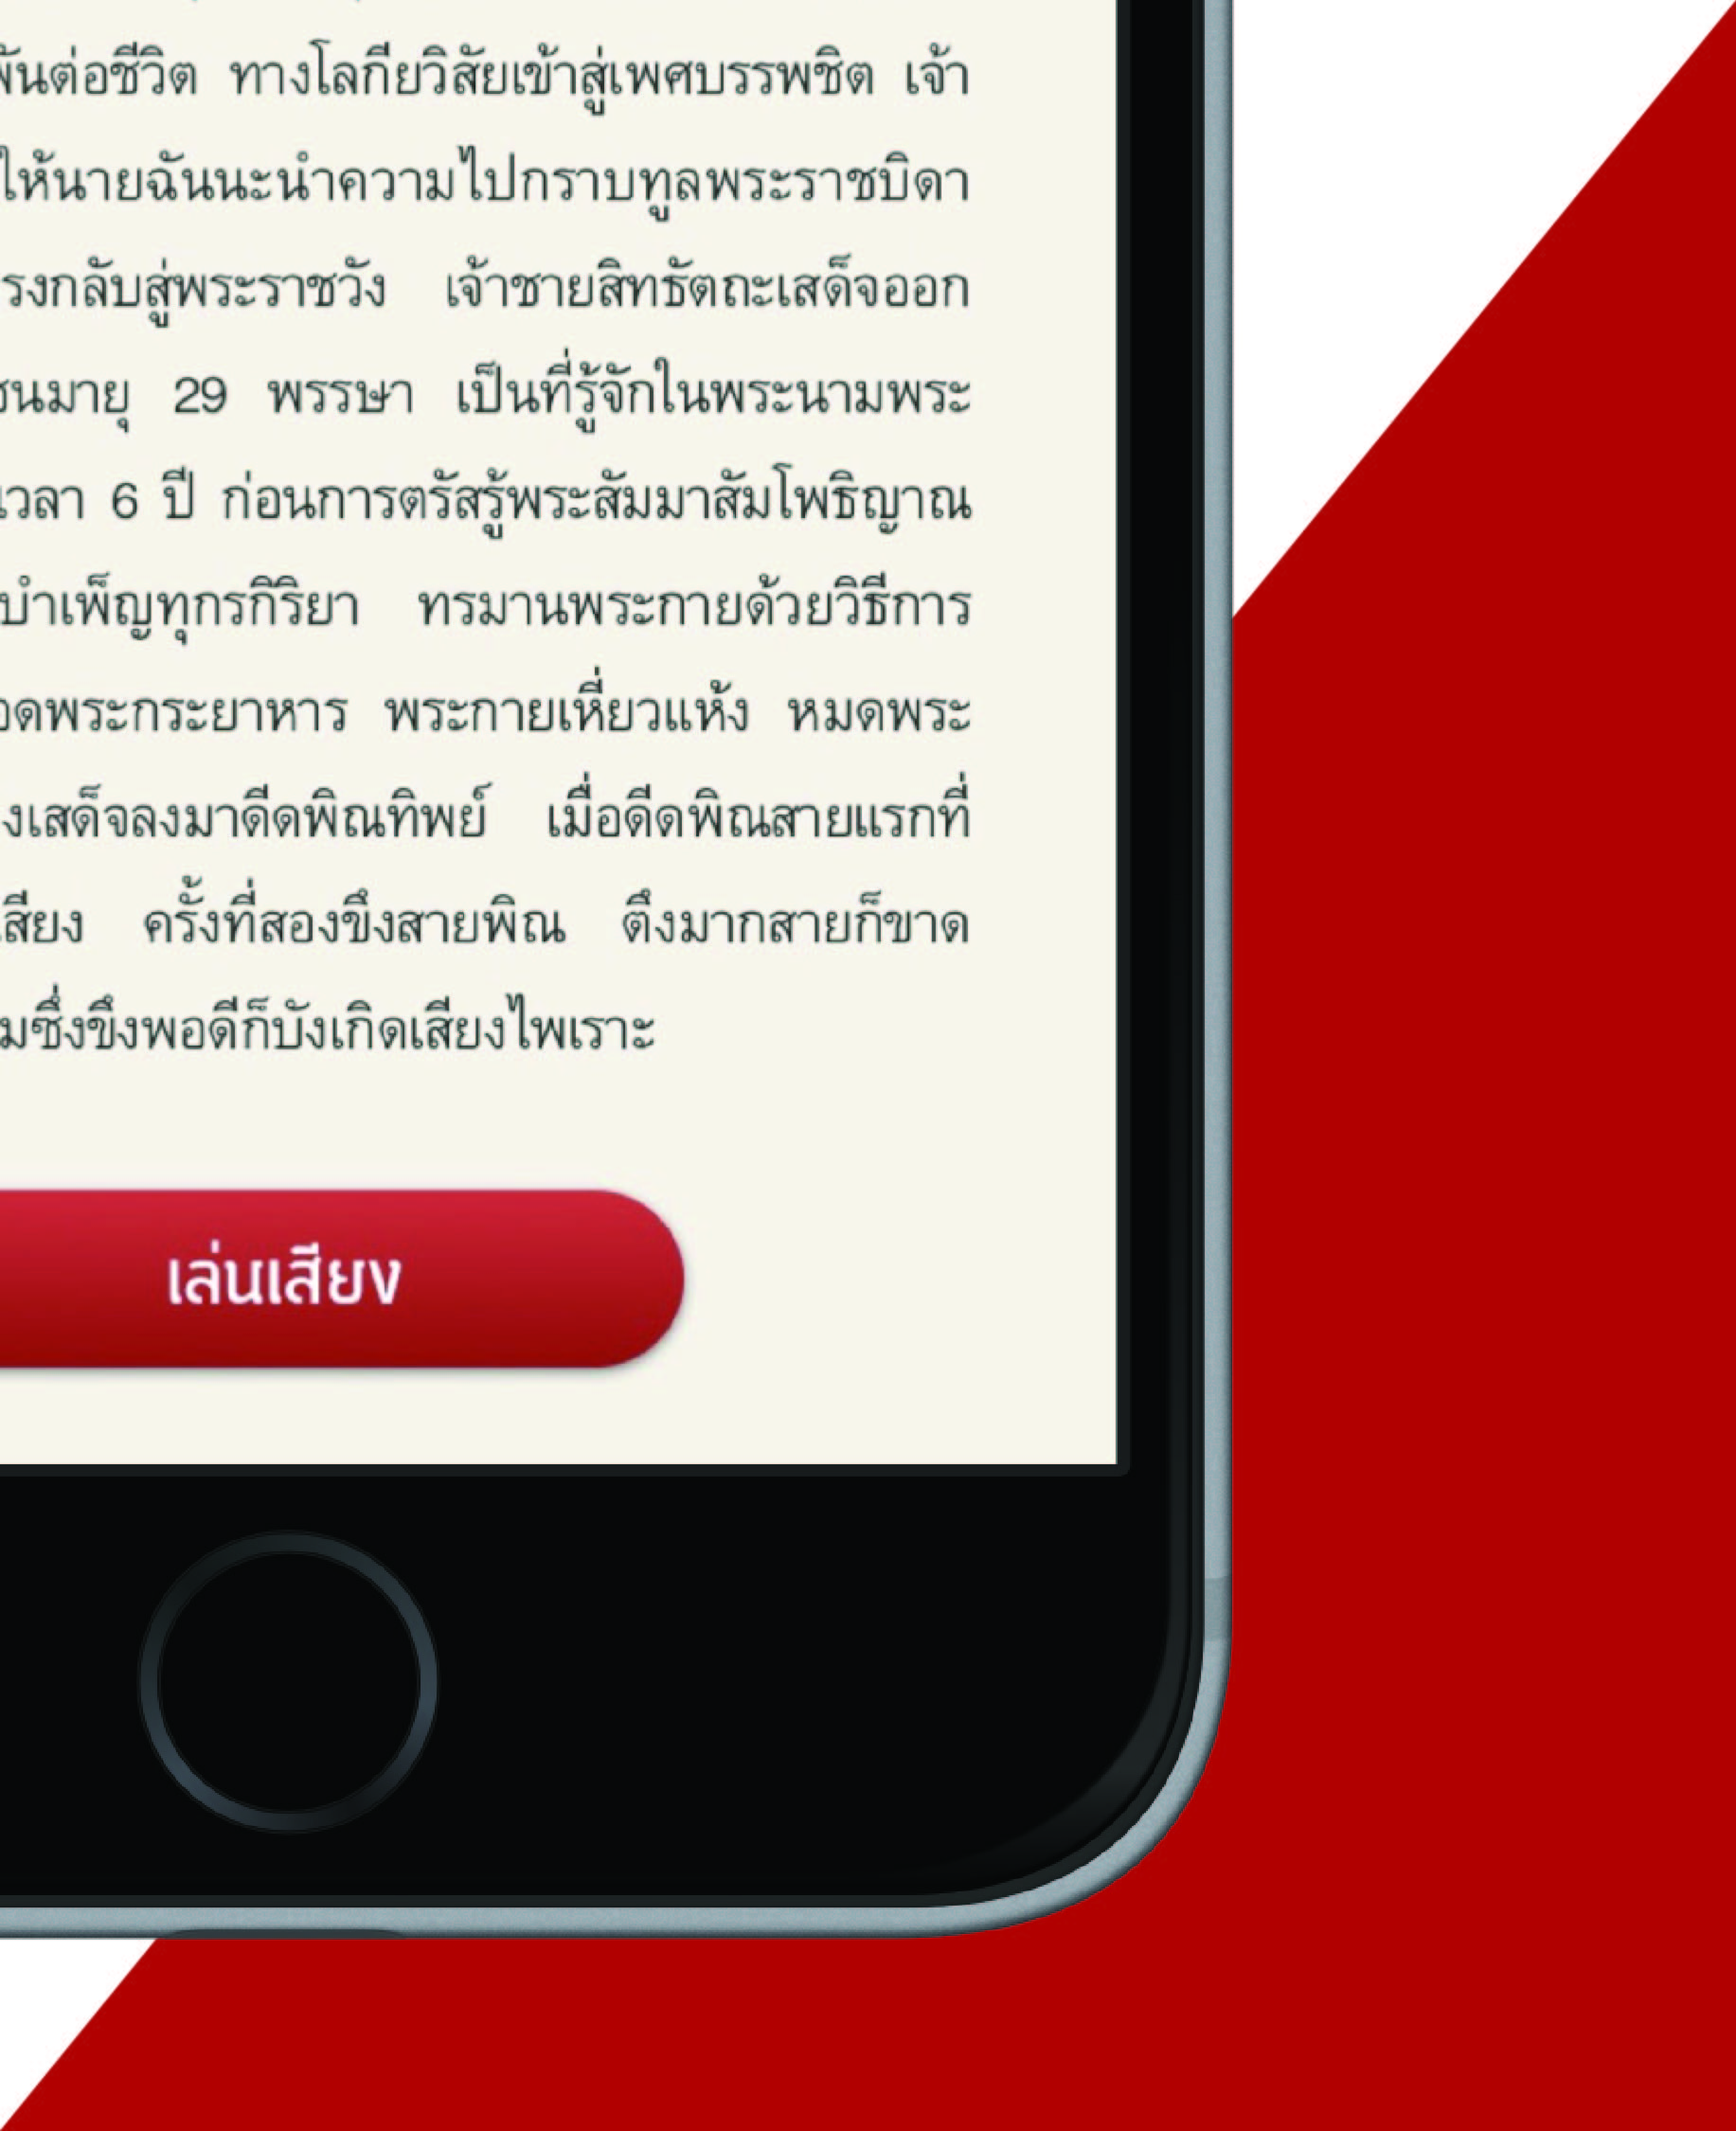 พันต่อชีวิต ทางโลกียวิสัยเข้าสู่เพศบรรพชิต เจ้า
ให้นายฉันนะนำความไปกราบทูลพระราชบิดา
รงกลับสู่พระราชวัง เจ้าชายสิทธัตถะเสด็จออก
ชนมายุ 29 พรรษา เป็นที่รู้จักในพระนามพระ
เวลา 6 ปี ก่อนการตรัสรู้พระสัมมาสัมโพธิญาณ
บำเพ็ญทุกรกิริยา ทรมานพระกายด้วยวิธีการ
อดพระกระยาหาร พระกายเหี่ยวแห้ง หมดพระ
งเสด็จลงมาดีดพิณทิพย์ เมื่อดีดพิณสายแรกที่
เสียง ครั้งที่สองขึงสายพิณ ตึงมากสายก็ขาด
มซึ่งขึงพอดีก็บังเกิดเสียงไพเราะ
เล่นเสียง